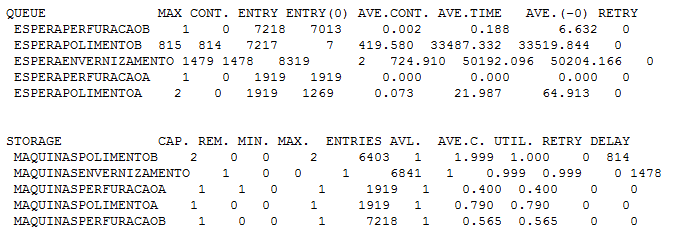 QUEUE MAX CONT. ENTRY ENTRY(0) AVE.CONT. AVE.TIME AVE.(-0) RETRY
ESPERAPERFURACAOB 1 0 7218 7013 0.002 0.188 6.632 0
ESPERAPOLIMENTOB 815 814 7217 7 419.580 33487.332 33519.844 0
ESPERAENVERNIZAMENTO 1479 1478 8319 2 724.910 50192.096 50204.166 0
ESPERAPERFURACAOA 1 0 1919 1919 0.000 0.000 0.000 0
ESPERAPOLIMENTOA 2 0 1919 1269 0.073 21.987 64.913 0
STORAGE CAP. REM. MIN. MAX. ENTRIES AVL. AVE.C. UTIL. RETRY DELAY
MAQUINASPOLIMENTOB 2 0 0 2 6403 1 1.999 1.000 0 814
MAQUINASENVERNIZAMENTO 1 0 0 1 6841 1 0.999 0.999 0 1478
MAQUINASPERFURACAOA 1 1 0 1 1919 1 0.400 0.400 0 0
MAQUINASPOLIMENTOA 1 0 0 1 1919 1 0.790 0.790 0 0
MAQUINASPERFURACAOB 1 0 0 1 7218 1 0.565 0.565 0 0